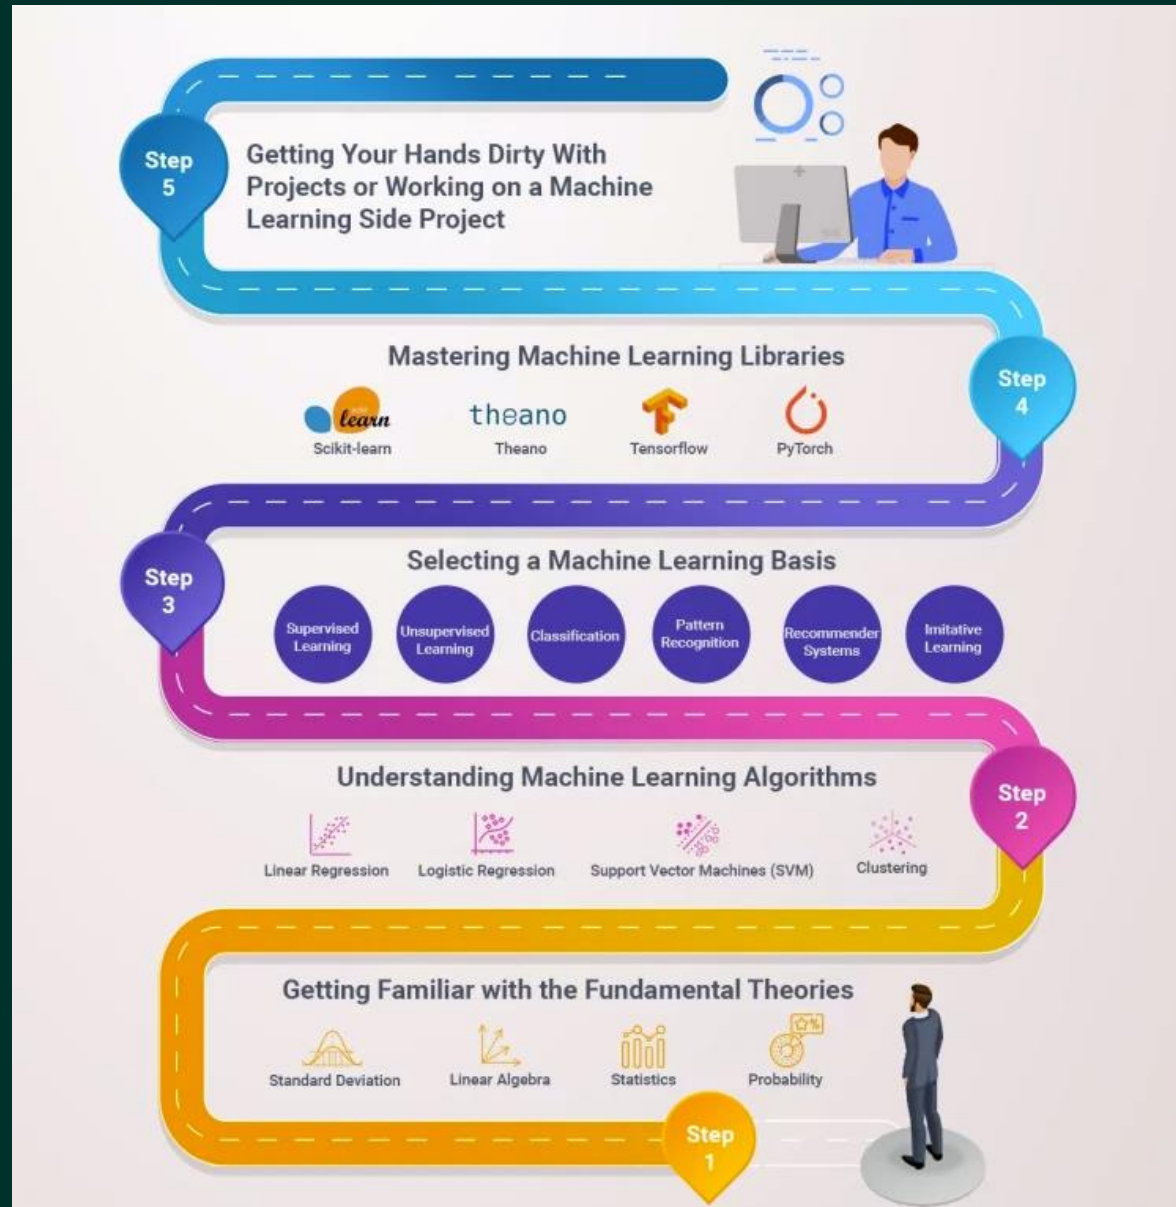 Step
5
Getting Your Hands Dirty With
Projects or Working on a Machine
Learning Side Project
Mastering Machine Learning Libraries
Step
4
learn
theano
Scikit-learn
Theano
Tensorflow
PyTorch
Selecting a Machine Learning Basis
Step
3
Supervised
Learning
Unsupervised
Learning
Classification
Pattern
Recognition
Recommender
Systems
Imitative
Learning
Understanding Machine Learning Algorithms
Step
2
Linear Regression
Logistic Regression
Support Vector Machines (SVM)
Clustering
Getting Familiar with the Fundamental Theories
%
Standard Deviation
Linear Algebra
Statistics
Probability
Step
1